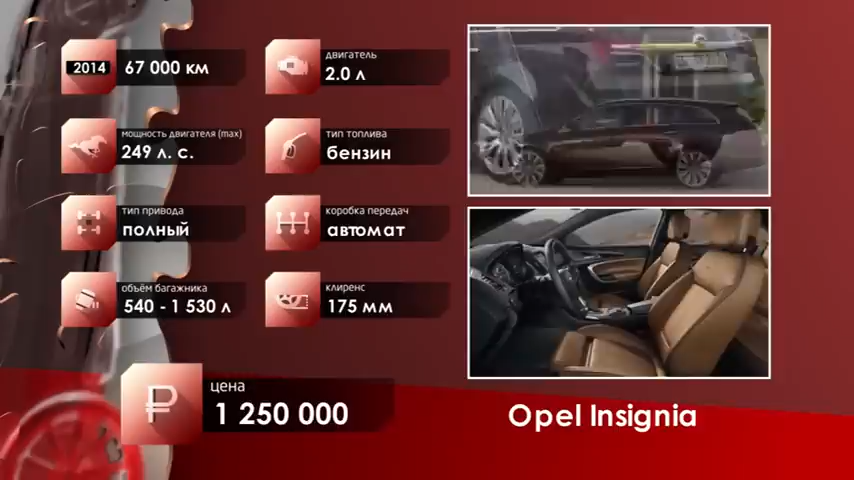 2014
67 000 км
двигатель
2.0 л
мощность двигателя (max)
249 л. с.
тип топлива
бензин
тип привода
полный
коробка передач
автомат
объём багажника
540 - 1 530 л
клиренс
175 мм
цена
₽
1 250 000
Opel Insignia